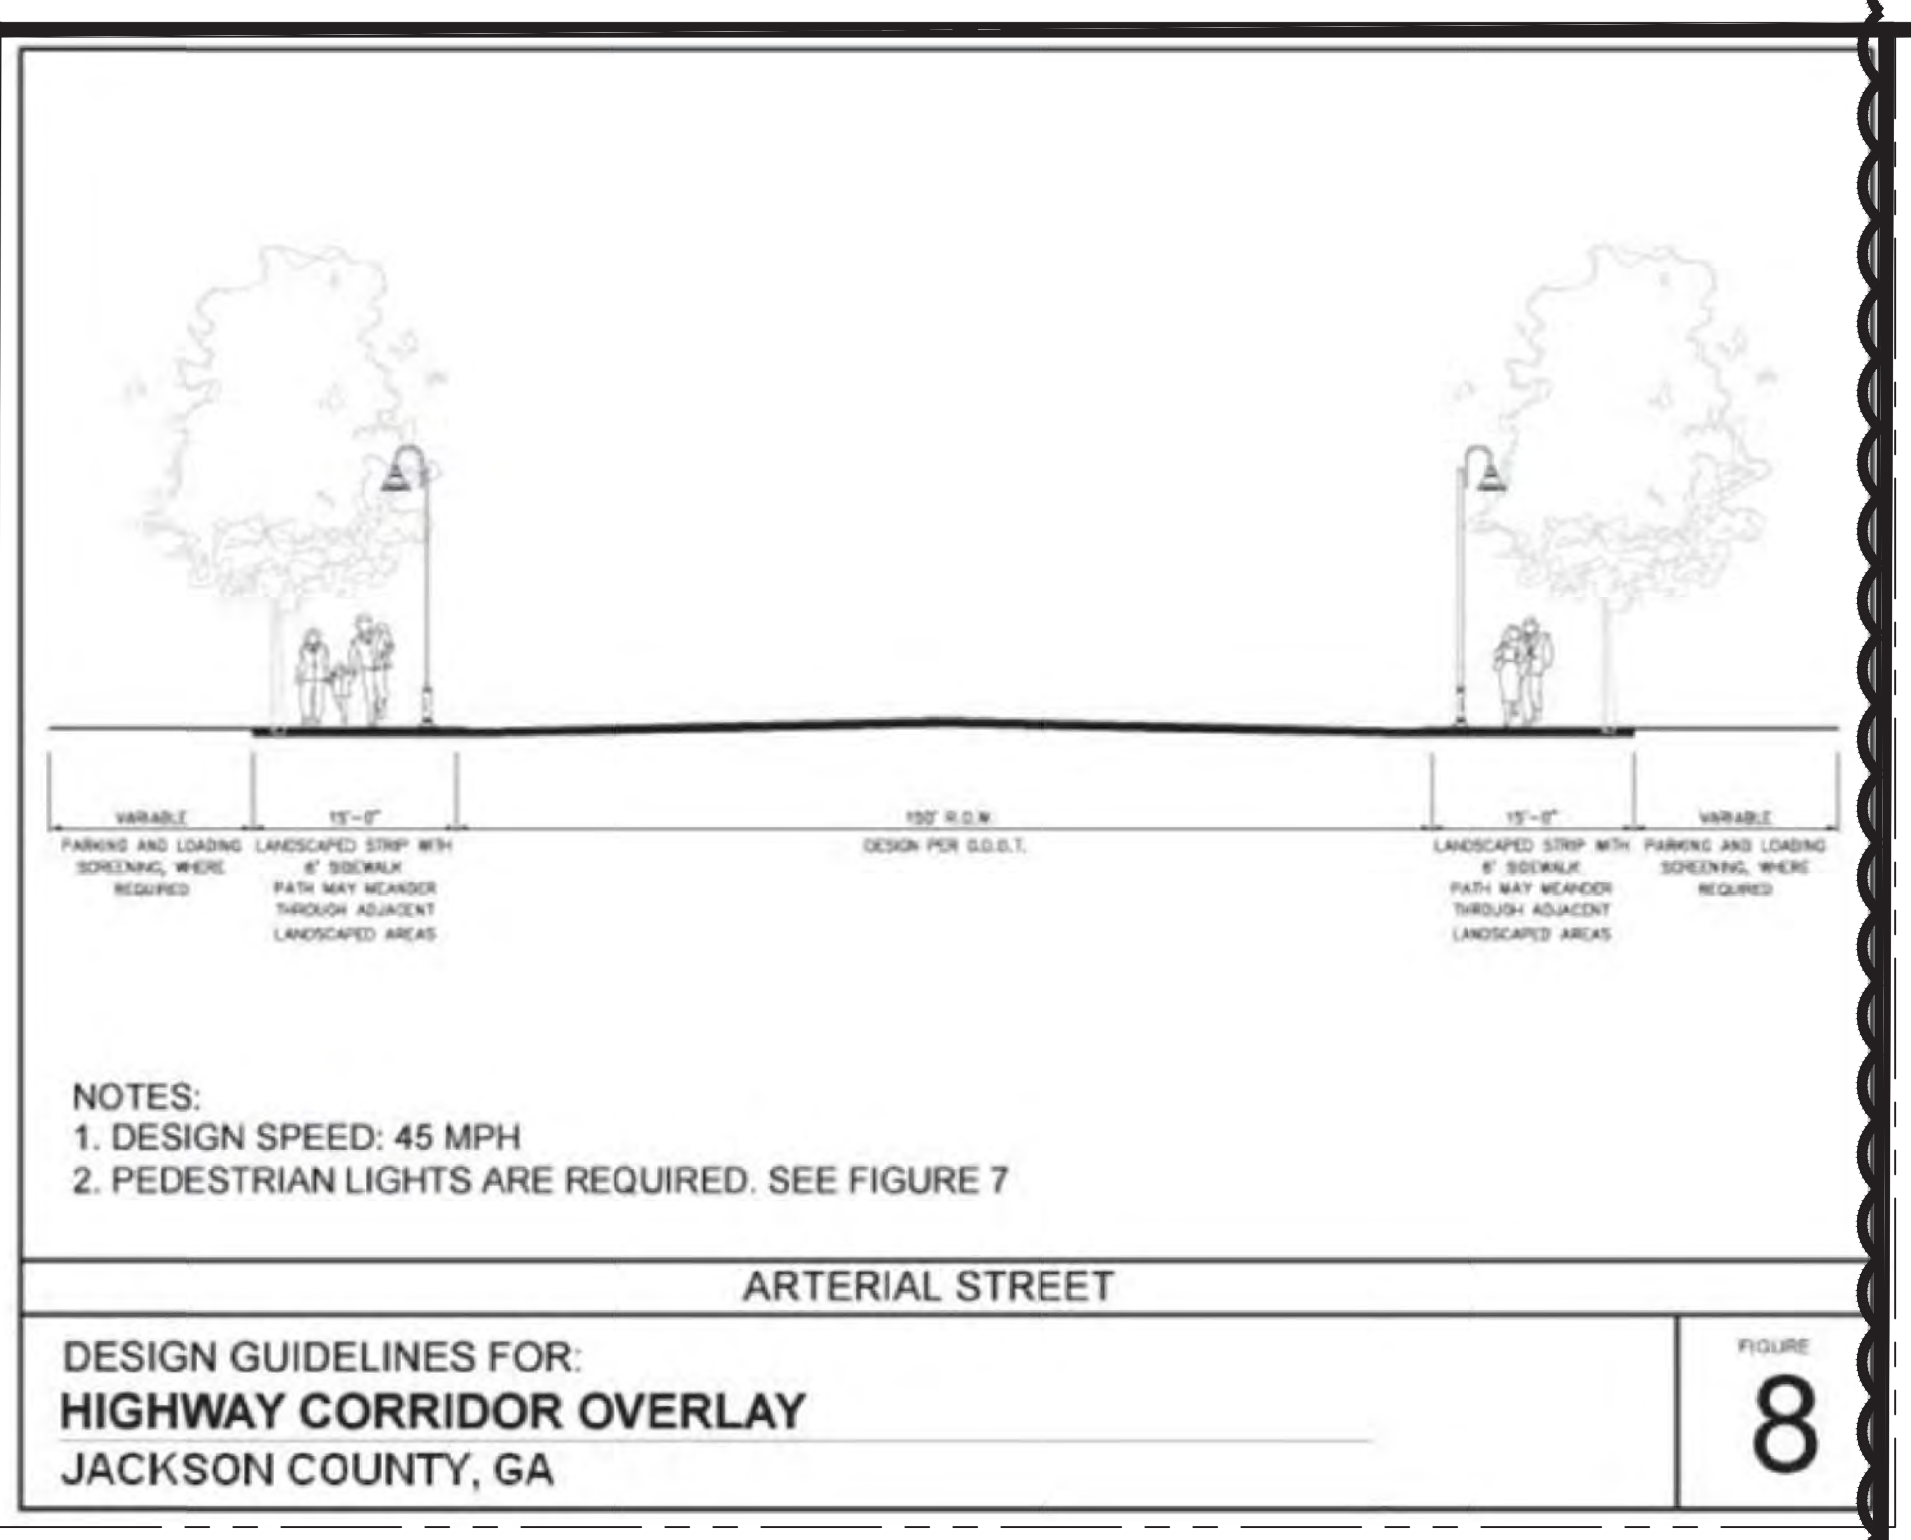 VARIABLE
PARKING AND LOADING
SCREENING, WHERE
REQUIRED
15'-0"
LANDSCAPED STRIP WITH
6' SIDEWALK
PATH MAY MEANDER
THROUGH ADJACENT
LANDSCAPED AREAS
R.O.W.
DESIGN PER G.D.O.T.
15'-0"
LANDSCAPED STRIP WITH
6' SIDEWALK
PATH MAY MEANDER
THROUGH ADJACENT
LANDSCAPED AREAS
VARIABLE
PARKING AND LOADING
SCREENING, WHERE
REQUIRED
NOTES:
1. DESIGN SPEED: 45 MPH
2. PEDESTRIAN LIGHTS ARE REQUIRED. SEE FIGURE 7
ARTERIAL STREET
DESIGN GUIDELINES FOR:
HIGHWAY CORRIDOR OVERLAY
JACKSON COUNTY, GA
FIGURE
8